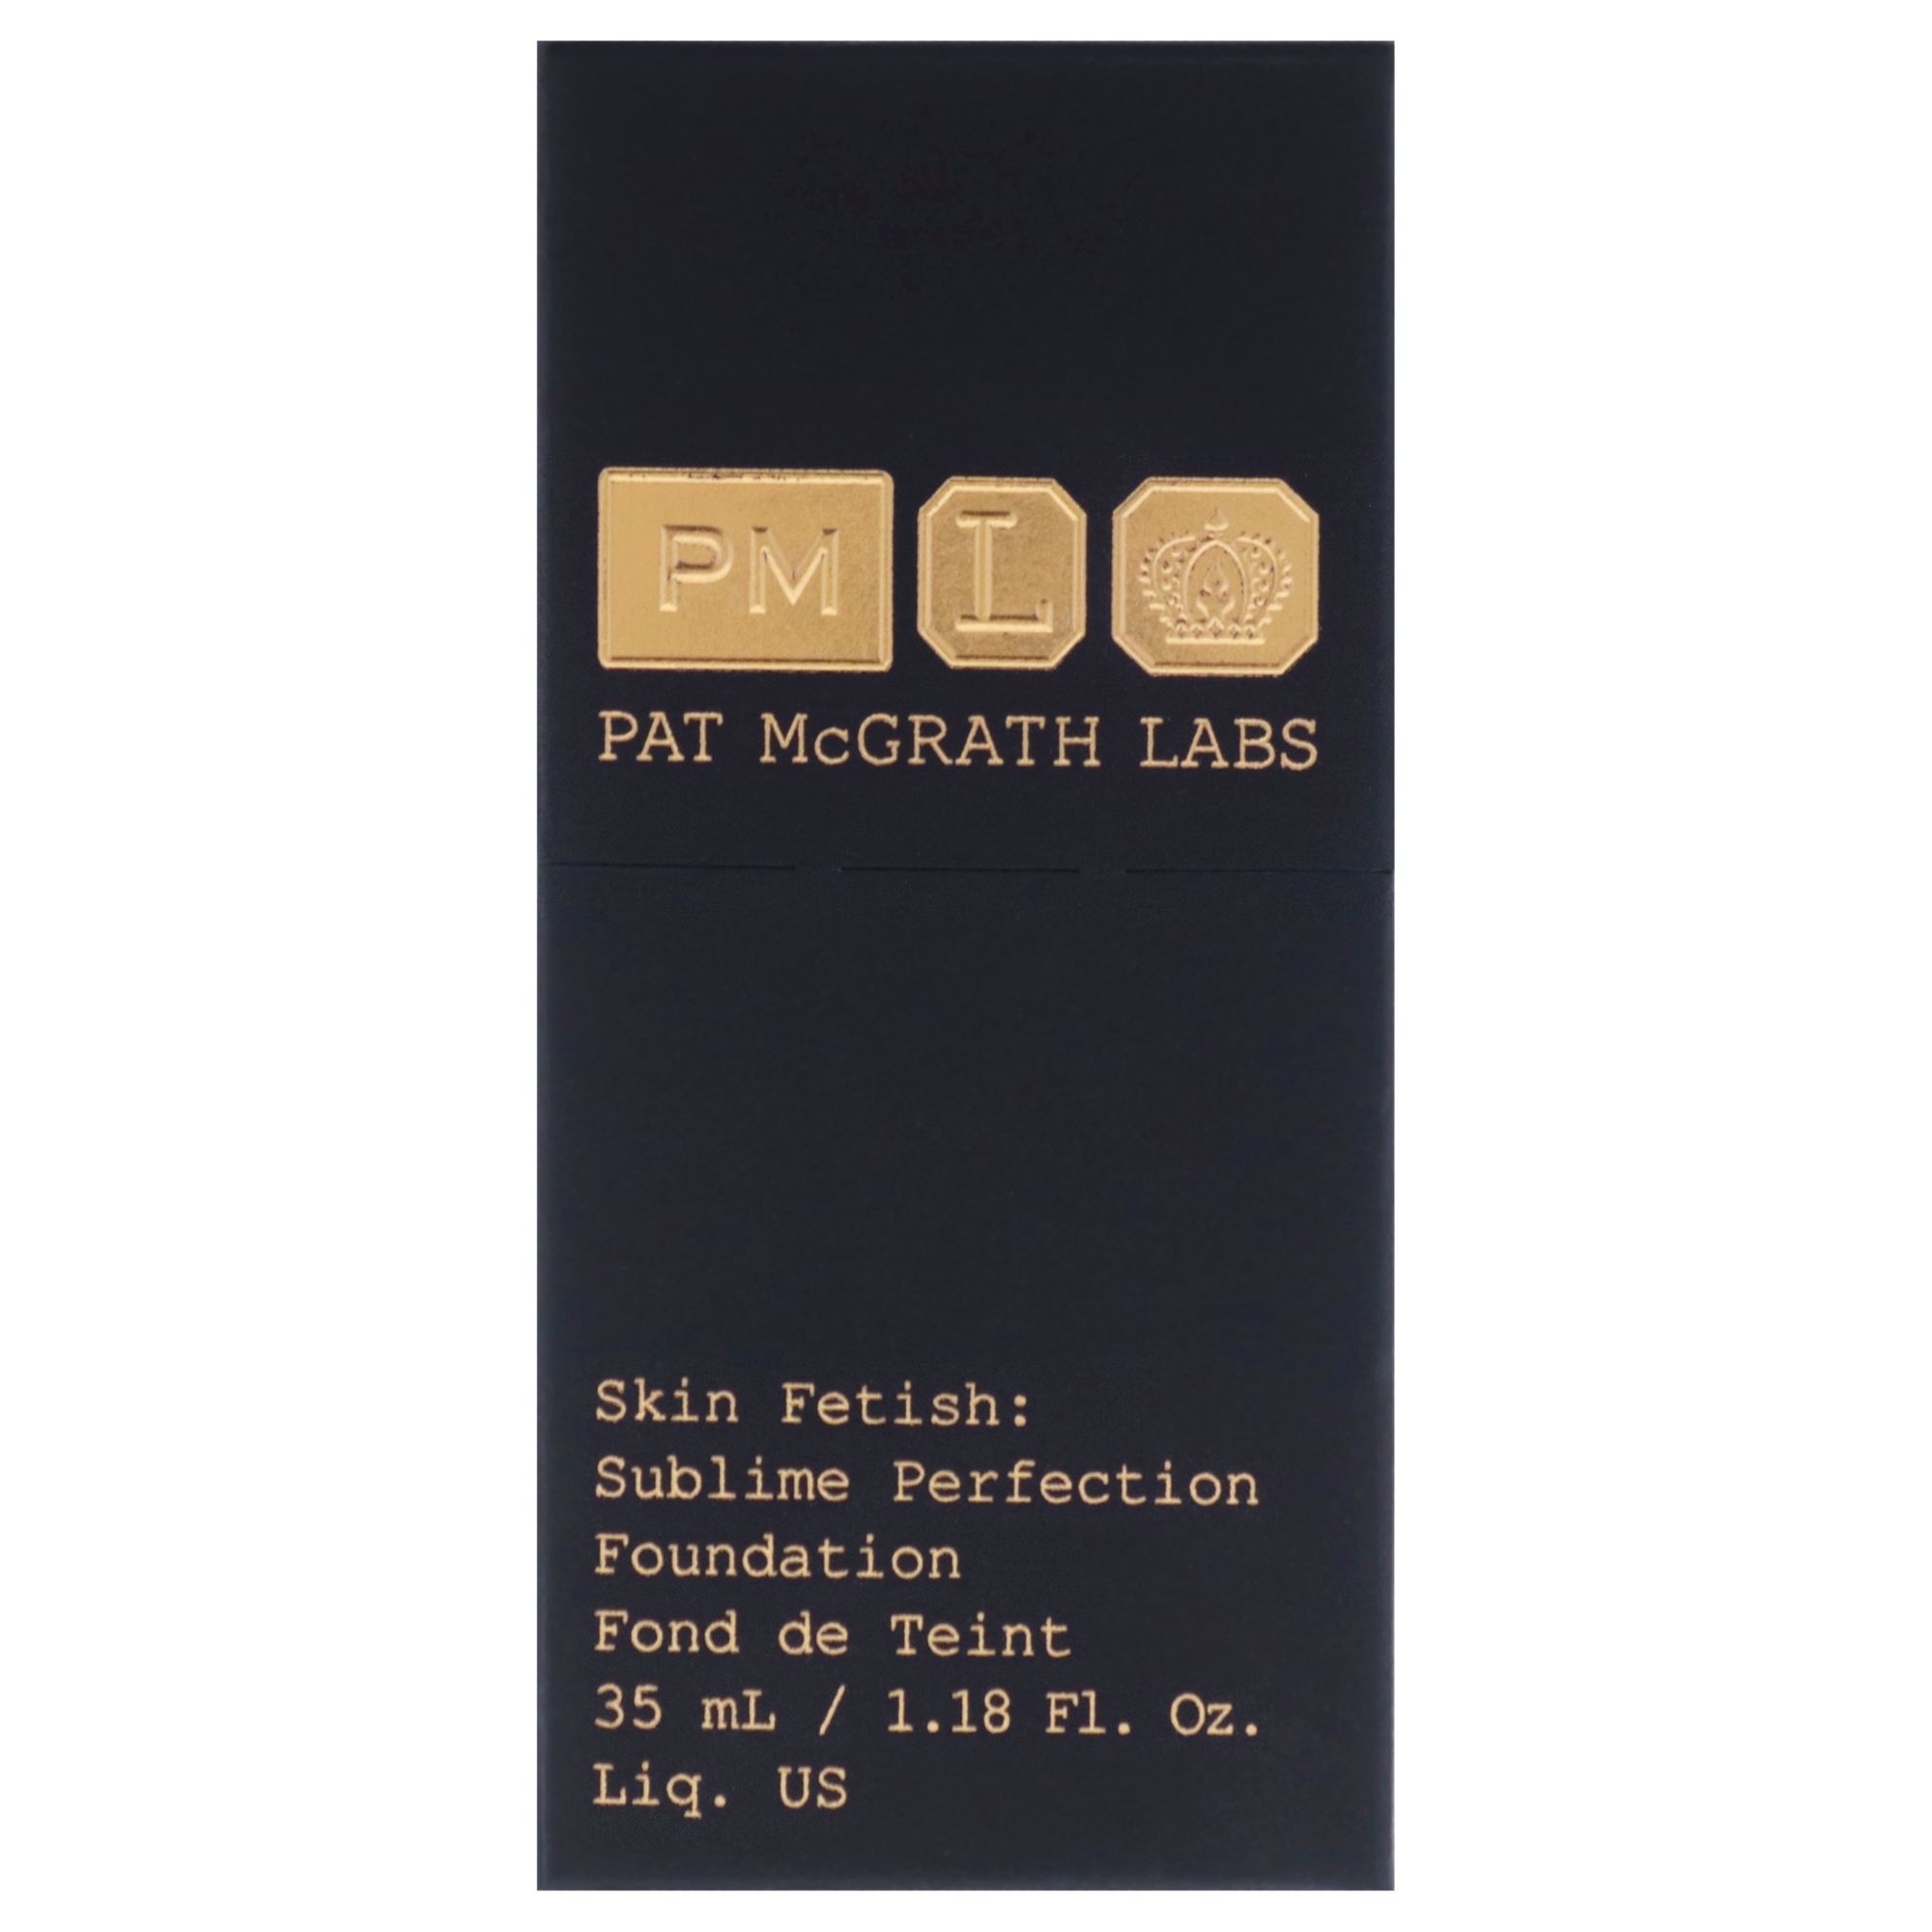 PM L
PAT McGRATH LABS
Skin Fetish:
Sublime Perfection
Foundation
Fond de Teint
35 mL / 1.18 Fl. Oz.
Liq. US